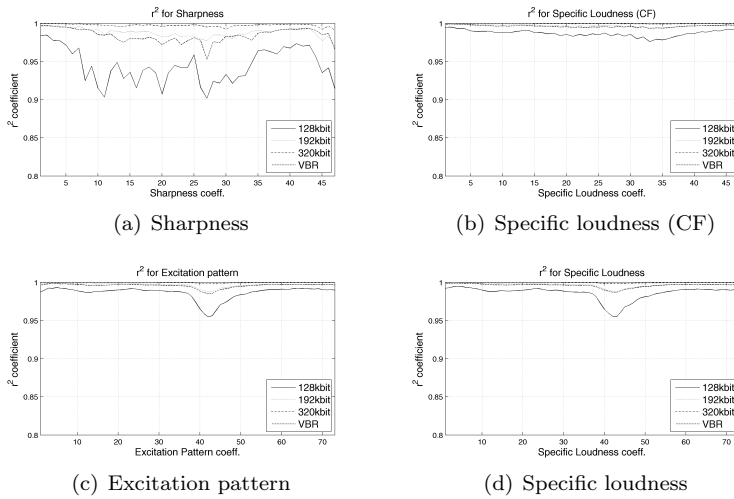 r² for Sharpness
1
0.95
0.9
0.85
0.8
r² coefficient
5 10 15 20 25 30 35 40 45
Sharpness coeff.
128kbit
192kbit
320kbit
VBR
(a) Sharpness
r² for Specific Loudness (CF)
1
0.95
0.9
0.85
0.8
r² coefficient
5 10 15 20 25 30 35 40 45
Specific Loudness coeff.
128kbit
192kbit
320kbit
VBR
(b) Specific loudness (CF)
r² for Excitation pattern
1
0.95
0.9
0.85
0.8
r² coefficient
10 20 30 40 50 60 70
Excitation Pattern coeff.
128kbit
192kbit
320kbit
VBR
(c) Excitation pattern
r² for Specific Loudness
1
0.95
0.9
0.85
0.8
r² coefficient
10 20 30 40 50 60 70
Specific Loudness coeff.
128kbit
192kbit
320kbit
VBR
(d) Specific loudness